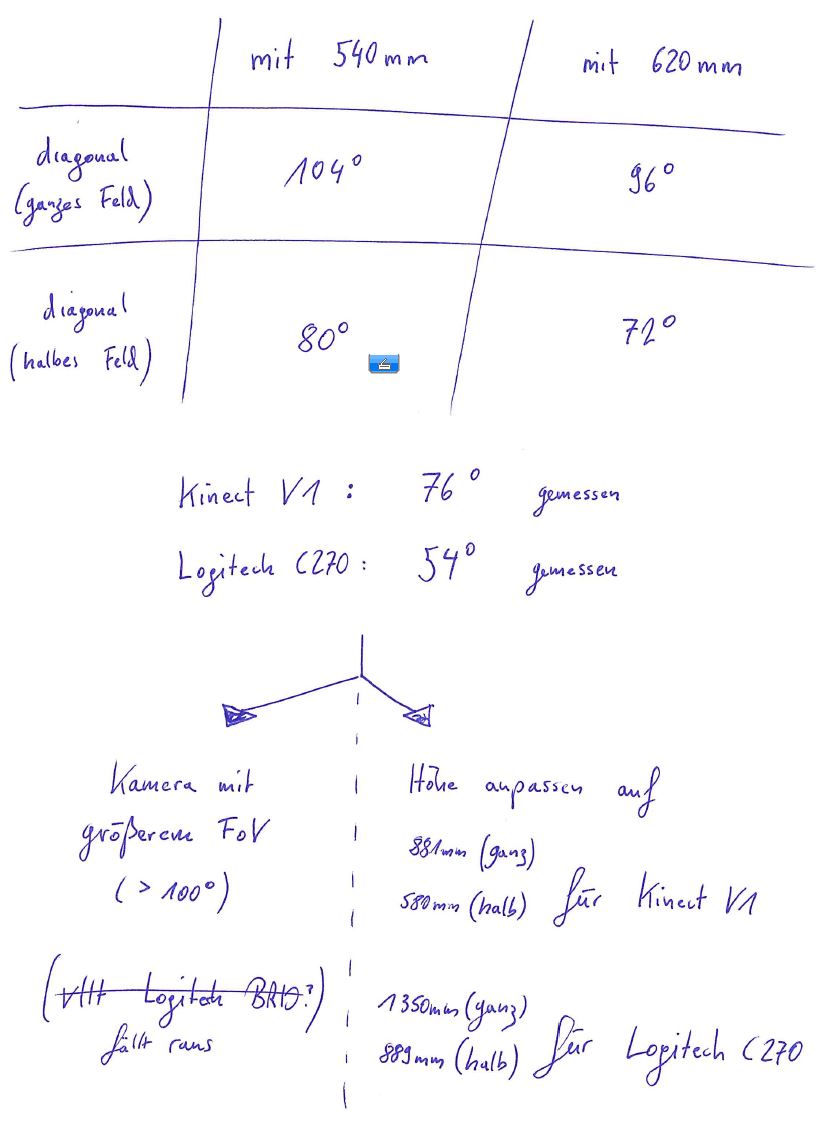 mit 540mm mit 620mm
diagonal
(ganzes Feld) 104° 96°
diagonal
(halbes Feld) 80° 72°
Kinect V1 : 76° gemessen
Logitech C270 : 54° gemessen
Kamera mit
größerem FoV
(> 100°)
(vllt Logitech BRIO?)
fällt raus
Höhe anpassen auf
881mm (ganz)
580mm (halb) für Kinect V1
1350mm (ganz)
889mm (halb) für Logitech C270